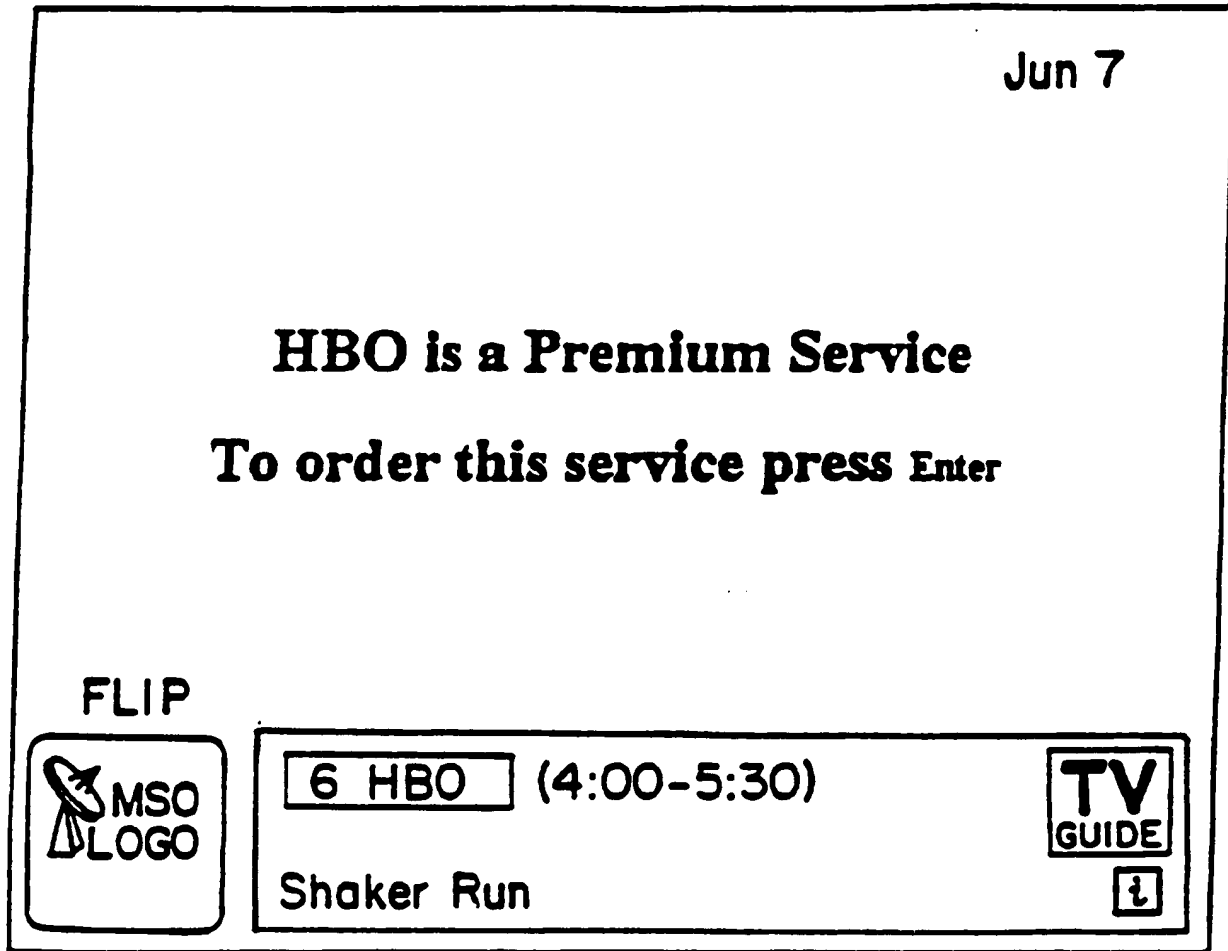 Jun 7
HBO is a Premium Service
To order this service press Enter
FLIP
MSO
LOGO
6 HBO (4:00-5:30)
TV
GUIDE
Shaker Run
i